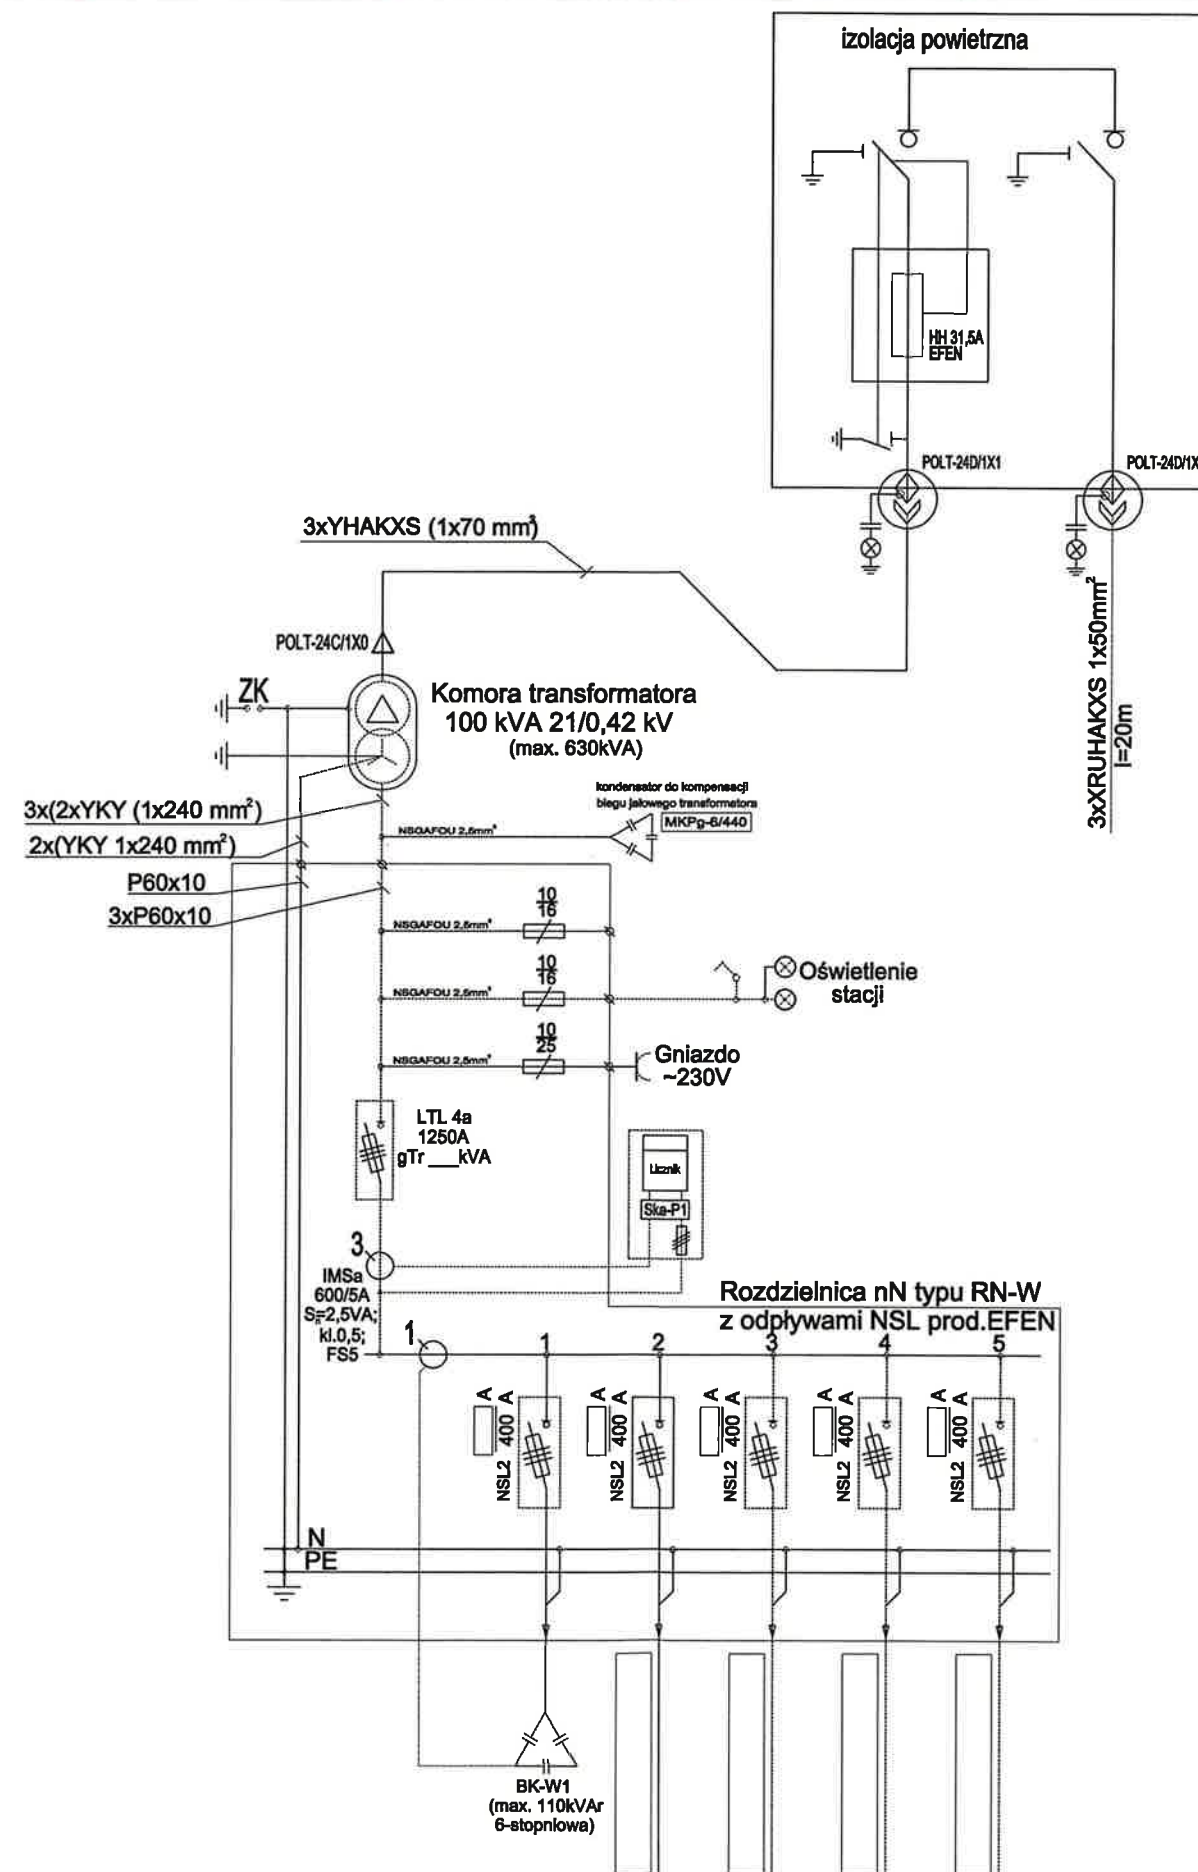 izolacja powietrzna
HH 31,5A
EFEN
POLT-24D/1X1
POLT-24D/1X
3xYHAKXS (1x70 mm²)
POLT-24C/1X0
3xXRUHAKXS 1x50mm²
l=20m
ZK
Komora transformatora
100 kVA 21/0,42 kV
(max. 630kVA)
kondensator do kompensacji
biegu jałowego transformatora
MKPg-6/440
3x(2xYKY (1x240 mm²)
NSGAFOU 2,5mm²
2x(YKY 1x240 mm²)
P60x10
3xP60x10
10
16
NSGAFOU 2,5mm²
10
16
NSGAFOU 2,5mm²
Oświetlenie
stacji
10
25
NSGAFOU 2,5mm²
Gniazdo
~230V
LTL 4a
1250A
gTr ___kVA
Licznik
Ska-P1
3
IMSa
600/5A
Sn=2,5VA;
kl.0,5;
FS5
Rozdzielnica nN typu RN-W
z odpływami NSL prod.EFEN
1
1
2
3
4
5
A
NSL2 400 A
A
NSL2 400 A
A
NSL2 400 A
A
NSL2 400 A
A
NSL2 400 A
N
PE
BK-W1
(max. 110kVAr
6-stopniowa)